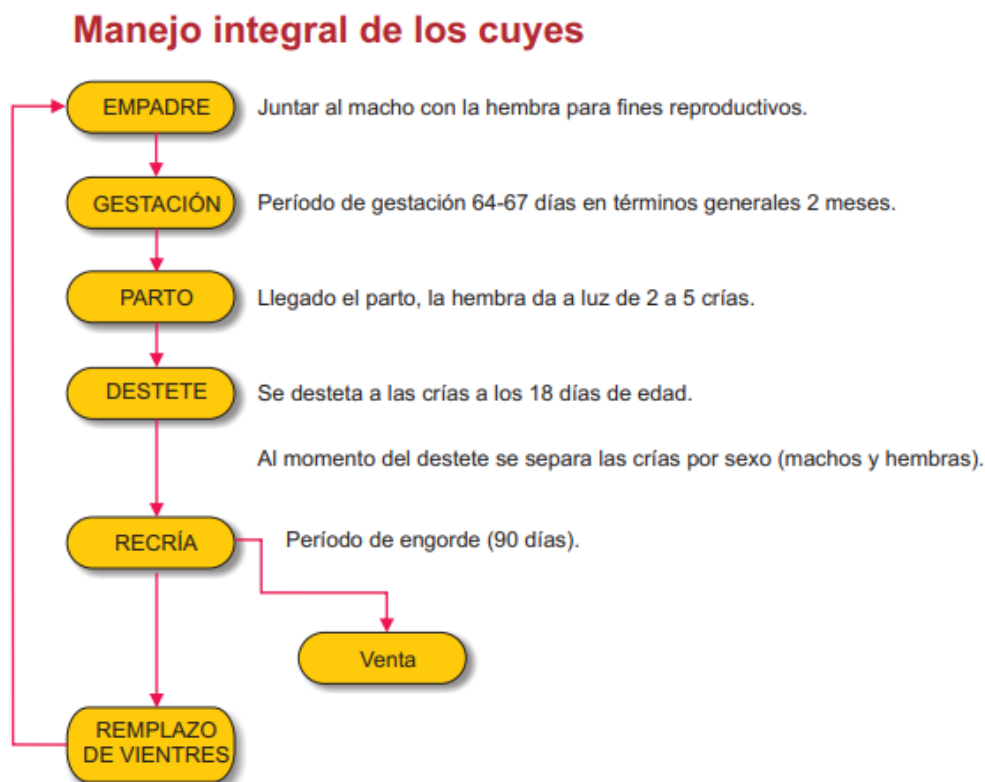 Manejo integral de los cuyes
EMPADRE
Juntar al macho con la hembra para fines reproductivos.
GESTACIÓN
Período de gestación 64-67 días en términos generales 2 meses.
PARTO
Llegado el parto, la hembra da a luz de 2 a 5 crías.
DESTETE
Se desteta a las crías a los 18 días de edad.
Al momento del destete se separa las crías por sexo (machos y hembras).
RECRÍA
Período de engorde (90 días).
Venta
REMPLAZO
DE VIENTRES